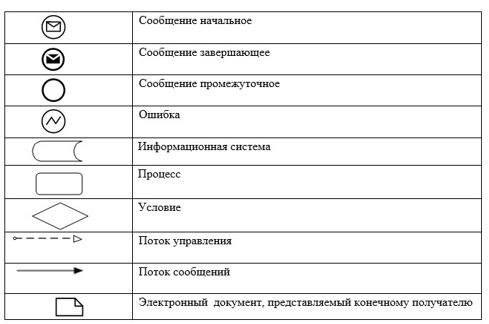 Сообщение начальное
Сообщение завершающее
Сообщение промежуточное
Ошибка
Информационная система
Процесс
Условие
Поток управления
Поток сообщений
Электронный документ, представляемый конечному получателю